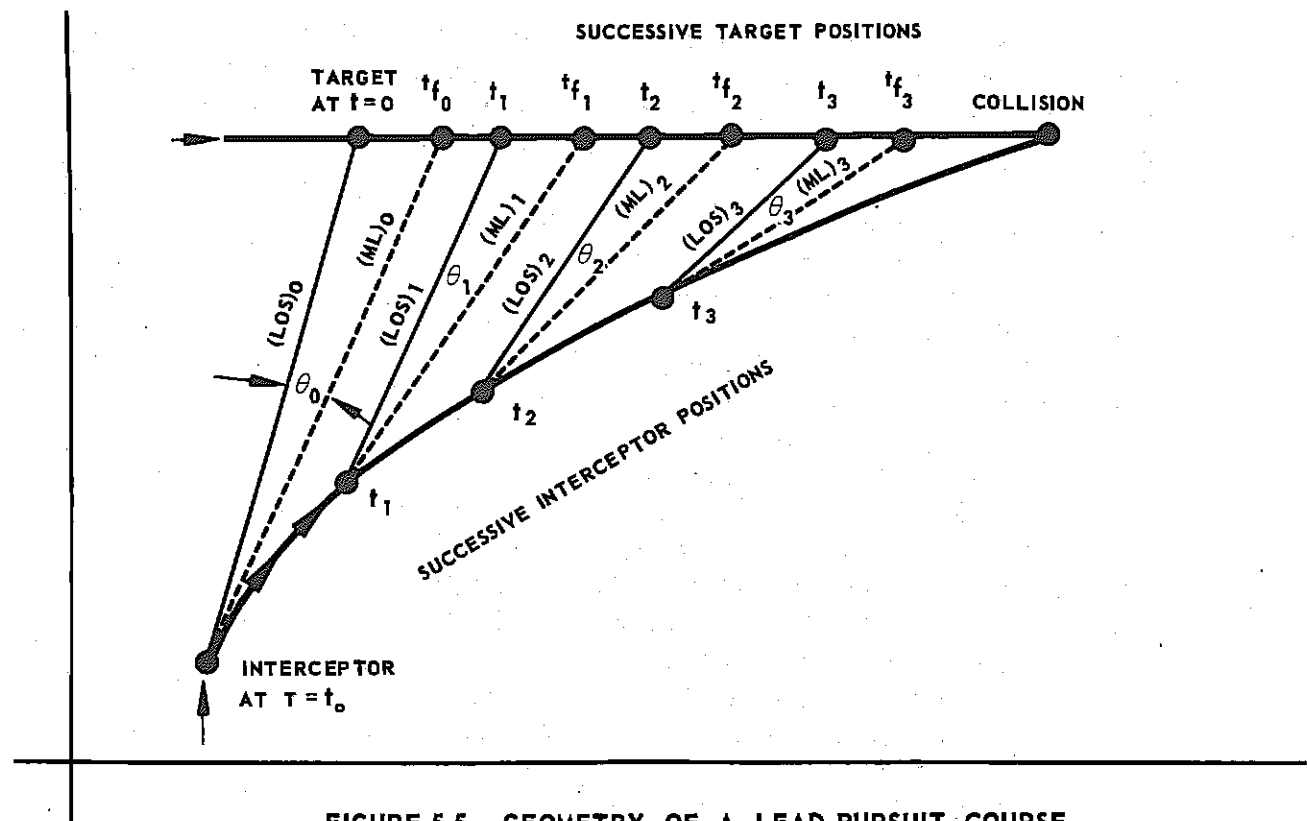 SUCCESSIVE TARGET POSITIONS
TARGET
AT t=0
tf0
t1
tf1
t2
tf2
t3
tf3
COLLISION
(LOS)0
(ML)0
(LOS)1
(ML)1
(LOS)2
(ML)2
(LOS)3
(ML)3
θ0
θ1
θ2
θ3
t1
t2
t3
SUCCESSIVE INTERCEPTOR POSITIONS
INTERCEPTOR
AT T=to
FIGURE 5.5 GEOMETRY OF A LEAD-PURSUIT COURSE